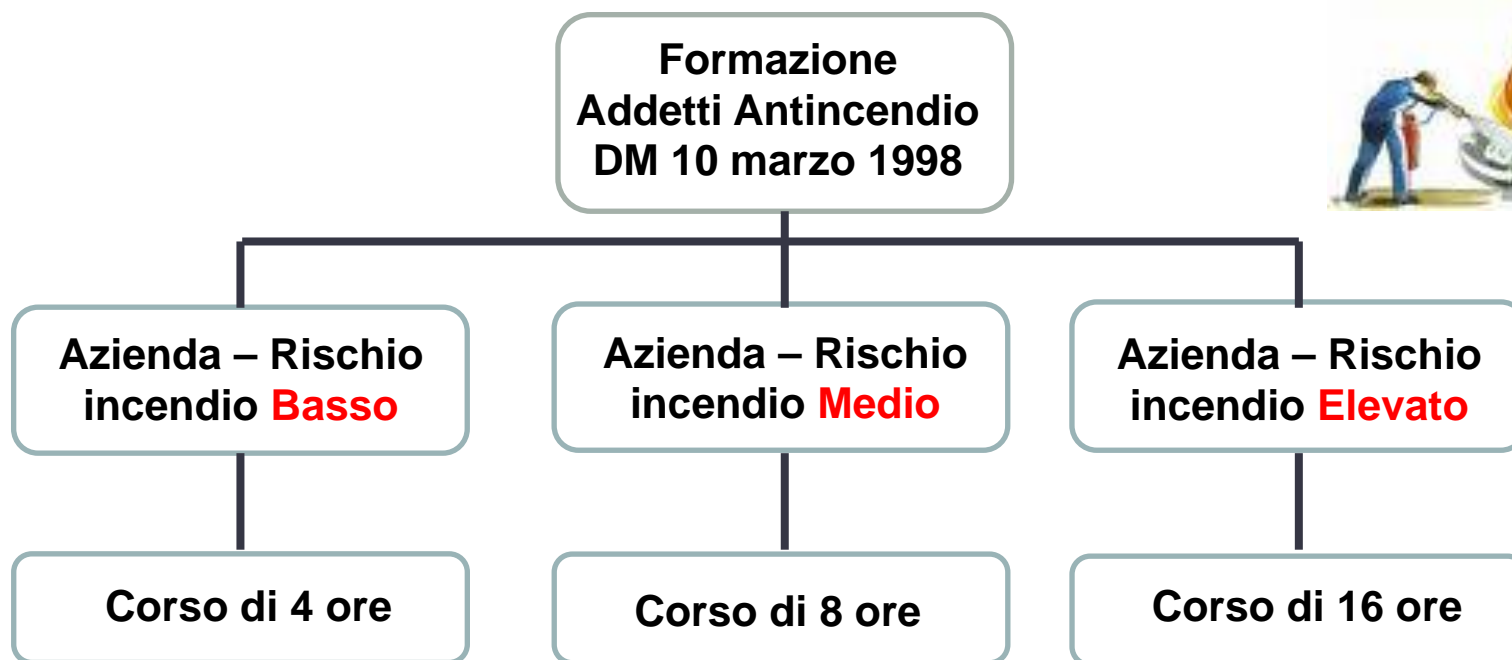 Formazione
Addetti Antincendio
DM 10 marzo 1998
Azienda – Rischio
incendio Basso
Azienda – Rischio
incendio Medio
Azienda – Rischio
incendio Elevato
Corso di 4 ore
Corso di 8 ore
Corso di 16 ore